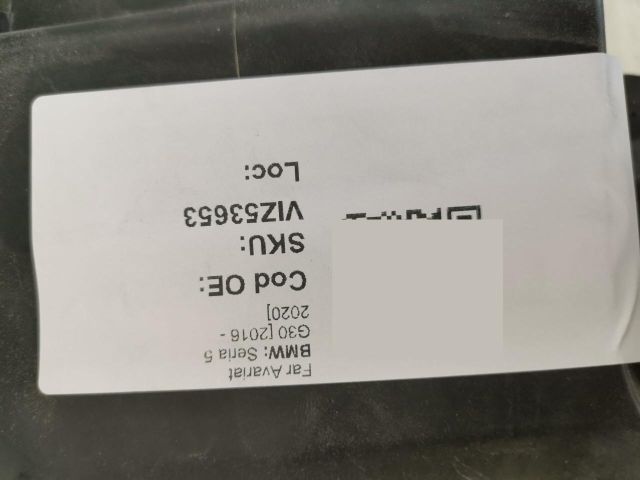 Far Avariat
BMW: Seria 5
G30 [2016 -
2020]
Cod OE:
SKU:
VIZ53653
Loc: